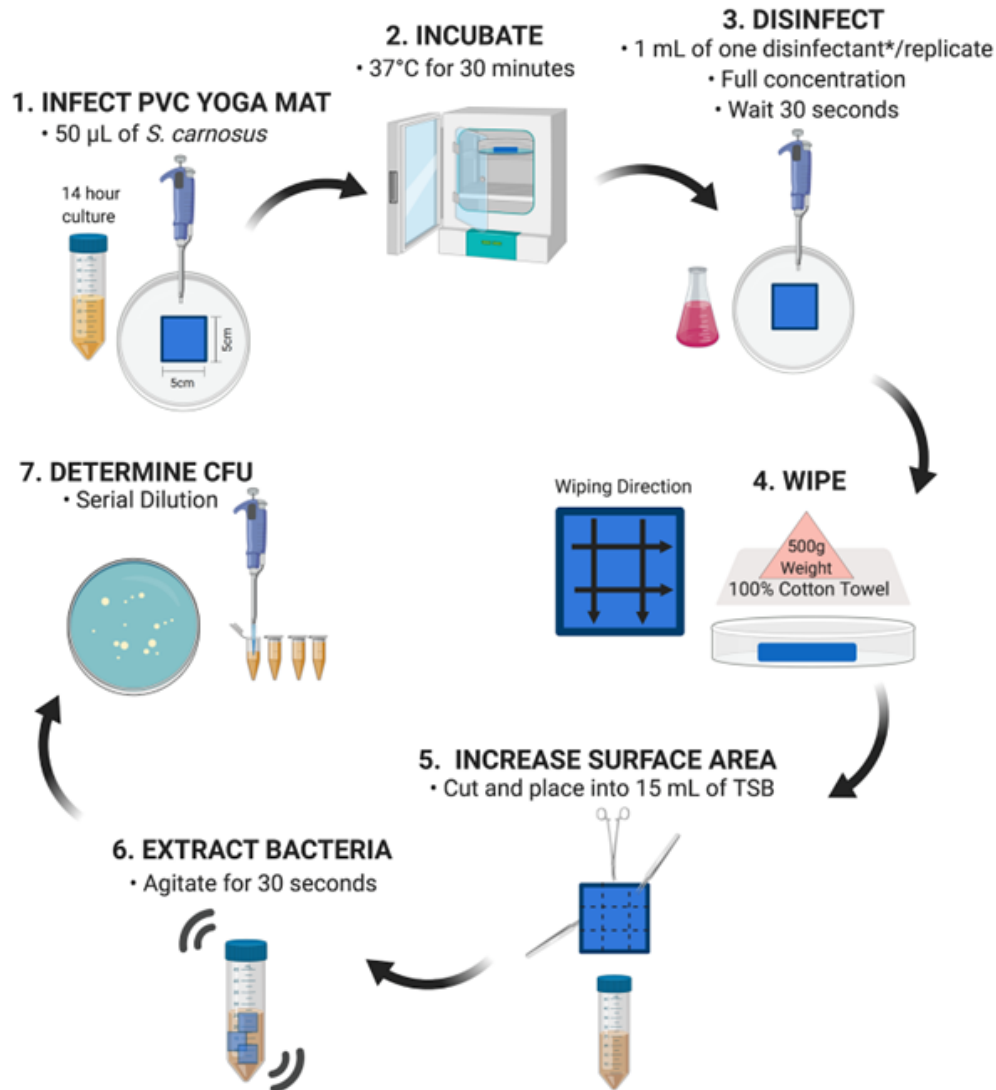 1. INFECT PVC YOGA MAT
• 50 µL of S. carnosus
14 hour
culture
5cm
5cm
2. INCUBATE
• 37°C for 30 minutes
3. DISINFECT
• 1 mL of one disinfectant*/replicate
• Full concentration
• Wait 30 seconds
4. WIPE
Wiping Direction
500g
Weight
100% Cotton Towel
5. INCREASE SURFACE AREA
• Cut and place into 15 mL of TSB
6. EXTRACT BACTERIA
• Agitate for 30 seconds
7. DETERMINE CFU
• Serial Dilution